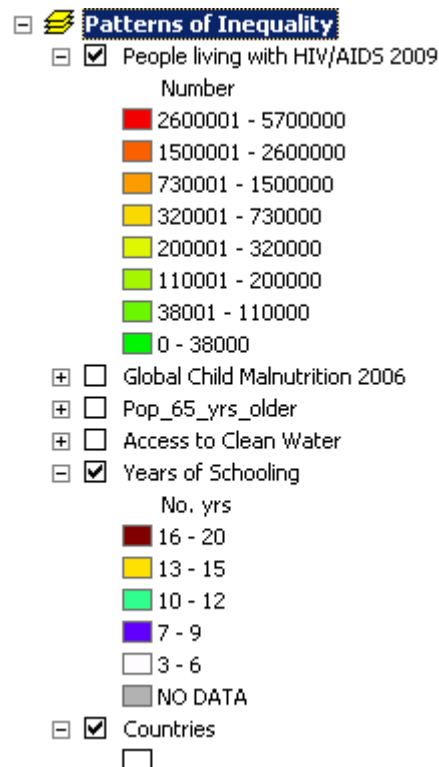 Patterns of Inequality
People living with HIV/AIDS 2009
Number
2600001 - 5700000
1500001 - 2600000
730001 - 1500000
320001 - 730000
200001 - 320000
110001 - 200000
38001 - 110000
0 - 38000
Global Child Malnutrition 2006
Pop_65_yrs_older
Access to Clean Water
Years of Schooling
No. yrs
16 - 20
13 - 15
10 - 12
7 - 9
3 - 6
NO DATA
Countries